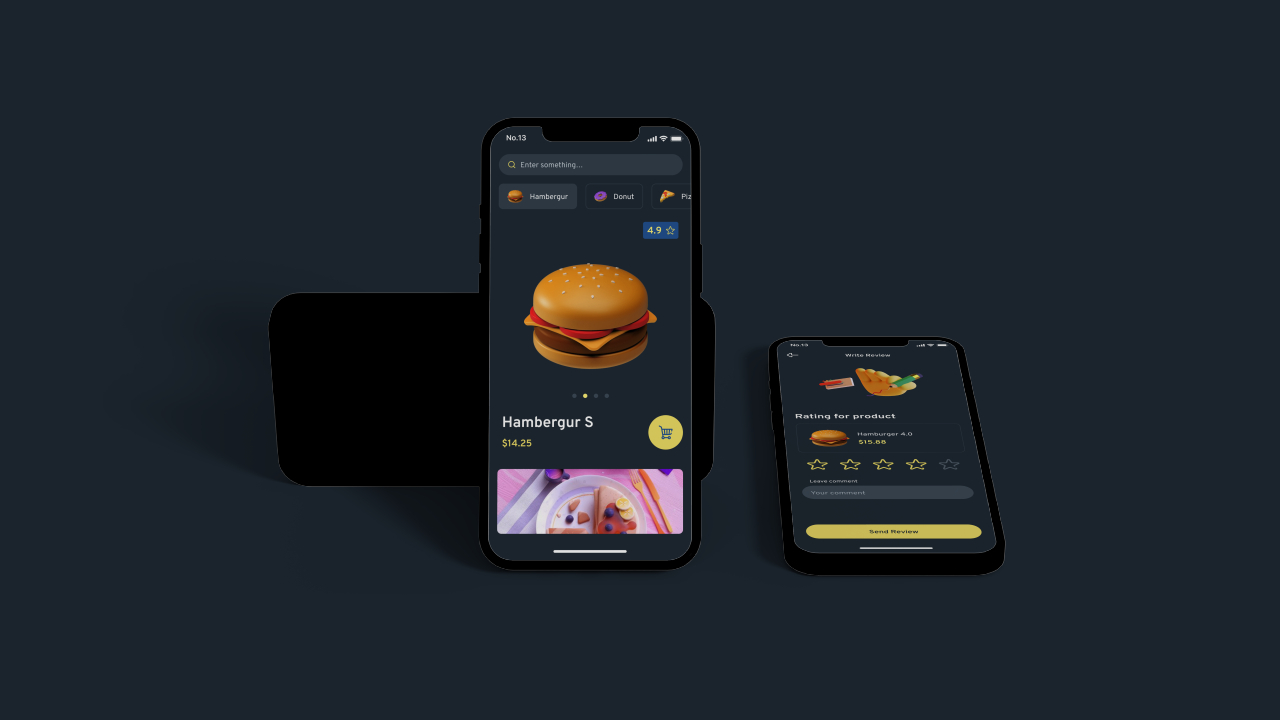 No.13
Enter something...
Hambergur
Donut
Piz
4.9
Hambergur S
$14.25
No.13
Write Review
Rating for product
Hamburger 4.0
$15.88
Leave comment
Your comment
Send Review